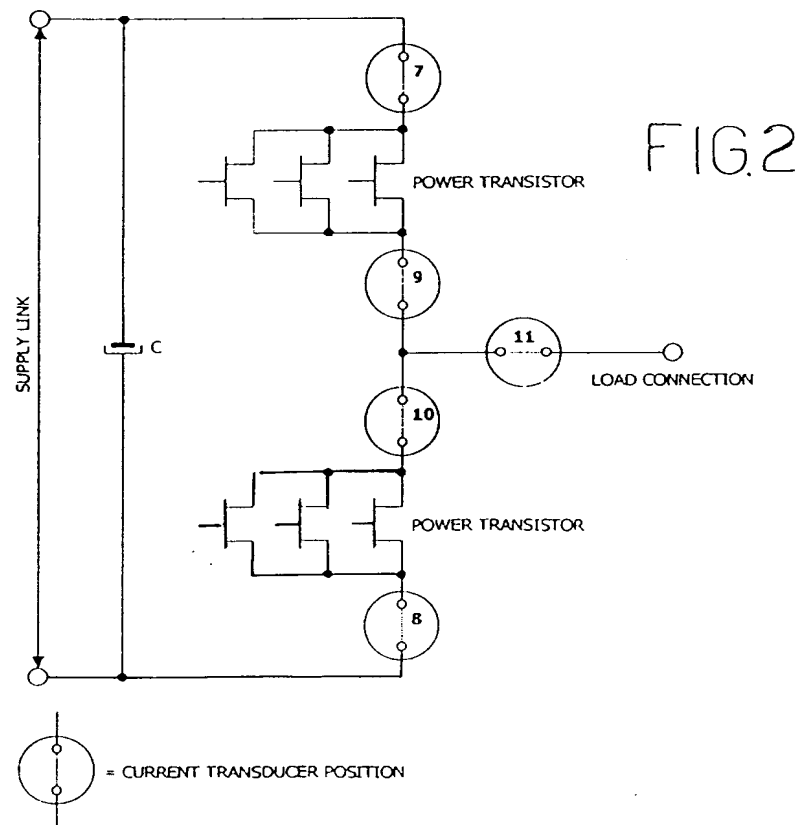 7
FIG.2
POWER TRANSISTOR
9
SUPPLY LINK
C
11
LOAD CONNECTION
10
POWER TRANSISTOR
8
= CURRENT TRANSDUCER POSITION